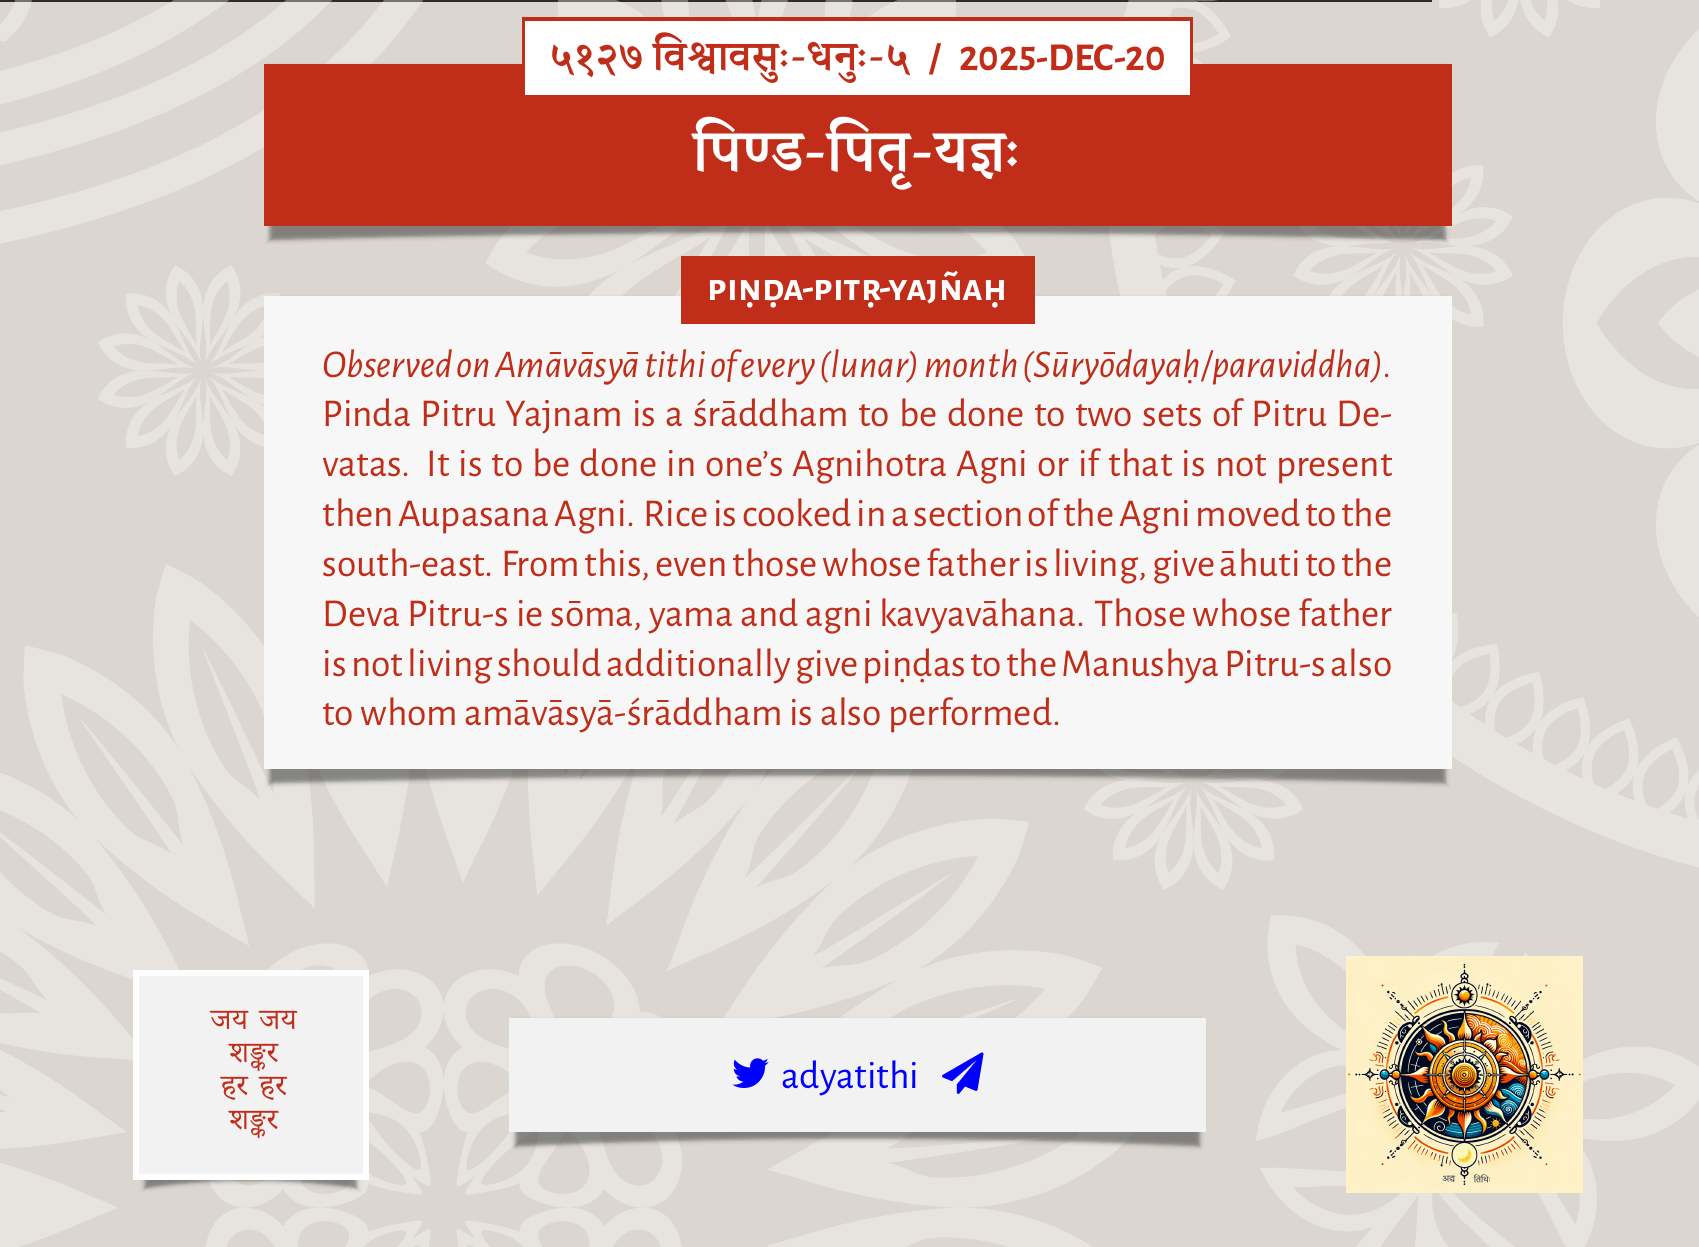 ५१२७ विश्वावसुः-धनुः-५ / 2025-DEC-20
पिण्ड-पितृ-यज्ञः
PIṆḌA-PITR̥-YAJÑAḤ
Observed on Amāvāsyā tithi of every (lunar) month (Sūryōdayaḥ/paraviddha).
Pinda Pitru Yajnam is a śrāddham to be done to two sets of Pitru De-
vatas. It is to be done in one’s Agnihotra Agni or if that is not present
then Aupasana Agni. Rice is cooked in a section of the Agni moved to the
south-east. From this, even those whose father is living, give āhuti to the
Deva Pitru-s ie sōma, yama and agni kavyavāhana. Those whose father
is not living should additionally give piṇḍas to the Manushya Pitru-s also
to whom amāvāsyā-śrāddham is also performed.
जय जय
शङ्कर
हर हर
शङ्कर
adyatithi
अद्य तिथिः